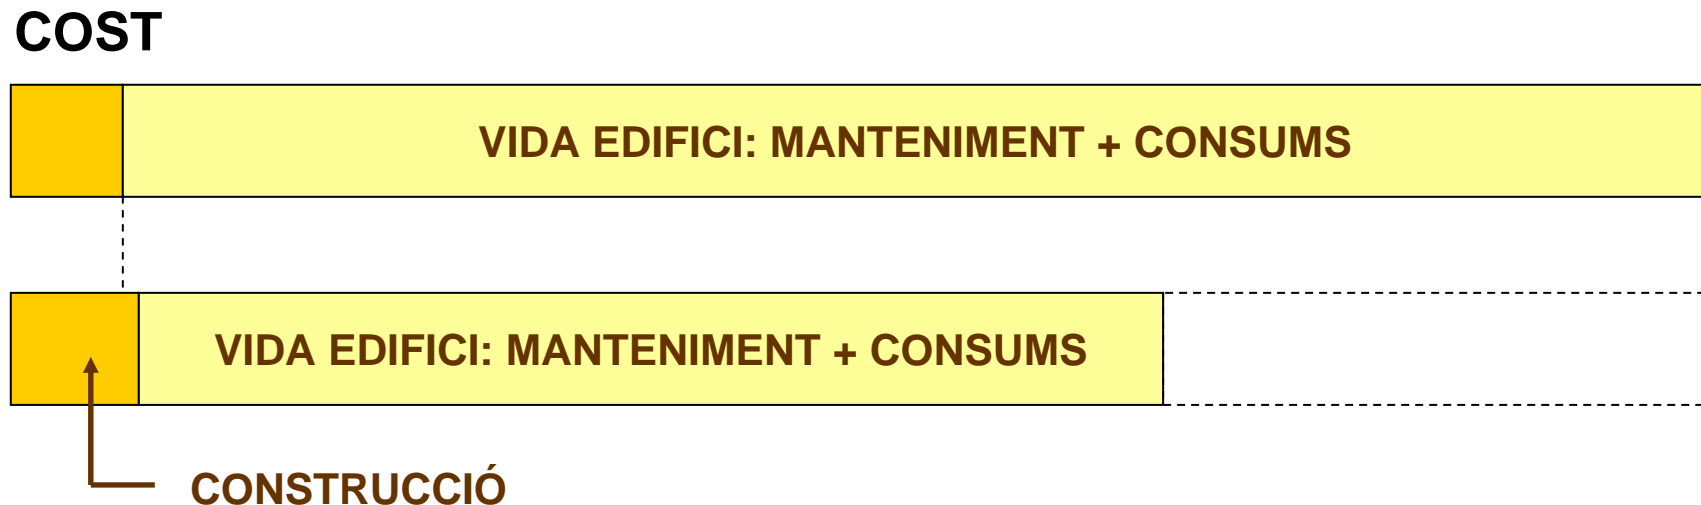 COST
VIDA EDIFICI: MANTENIMENT + CONSUMS
VIDA EDIFICI: MANTENIMENT + CONSUMS
CONSTRUCCIÓ